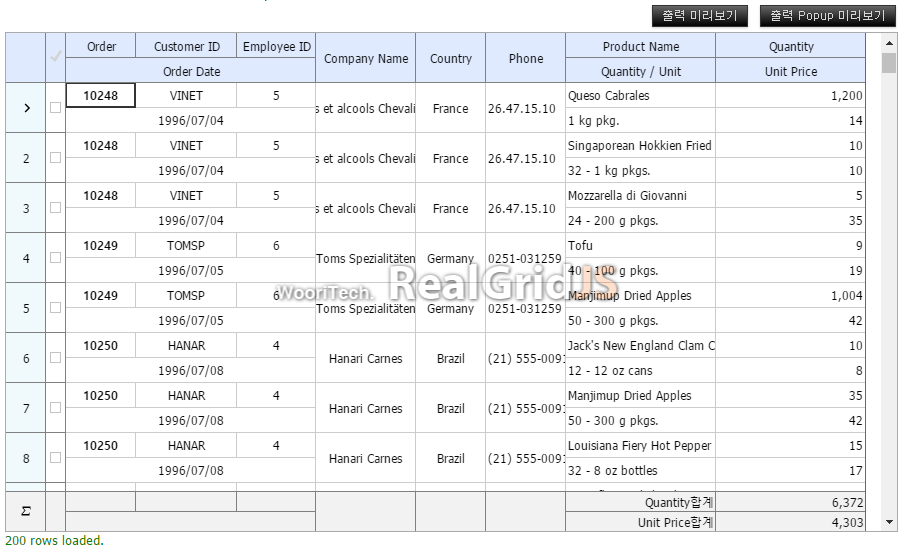 출력 미리보기 출력 Popup 미리보기
Order Customer ID Employee ID Company Name Country Phone Product Name Quantity
Order Date Quantity / Unit Unit Price
10248 VINET 5 s et alcools Chevali France 26.47.15.10 Queso Cabrales 1,200
1996/07/04 1 kg pkg. 14
2 10248 VINET 5 s et alcools Chevali France 26.47.15.10 Singaporean Hokkien Fried 10
1996/07/04 32 - 1 kg pkgs. 10
3 10248 VINET 5 s et alcools Chevali France 26.47.15.10 Mozzarella di Giovanni 5
1996/07/04 24 - 200 g pkgs. 35
4 10249 TOMSP 6 Toms Spezialitäten Germany 0251-031259 Tofu 9
1996/07/05 40 - 100 g pkgs. 19
WooriTech. RealGridJS
5 10249 TOMSP 6 Toms Spezialitäten Germany 0251-031259 Manjimup Dried Apples 1,004
1996/07/05 50 - 300 g pkgs. 42
6 10250 HANAR 4 Hanari Carnes Brazil (21) 555-0091 Jack's New England Clam C 10
1996/07/08 12 - 12 oz cans 8
7 10250 HANAR 4 Hanari Carnes Brazil (21) 555-0091 Manjimup Dried Apples 35
1996/07/08 50 - 300 g pkgs. 42
8 10250 HANAR 4 Hanari Carnes Brazil (21) 555-0091 Louisiana Fiery Hot Pepper 15
1996/07/08 32 - 8 oz bottles 17
Σ Quantity합계 6,372
Unit Price합계 4,303
200 rows loaded.